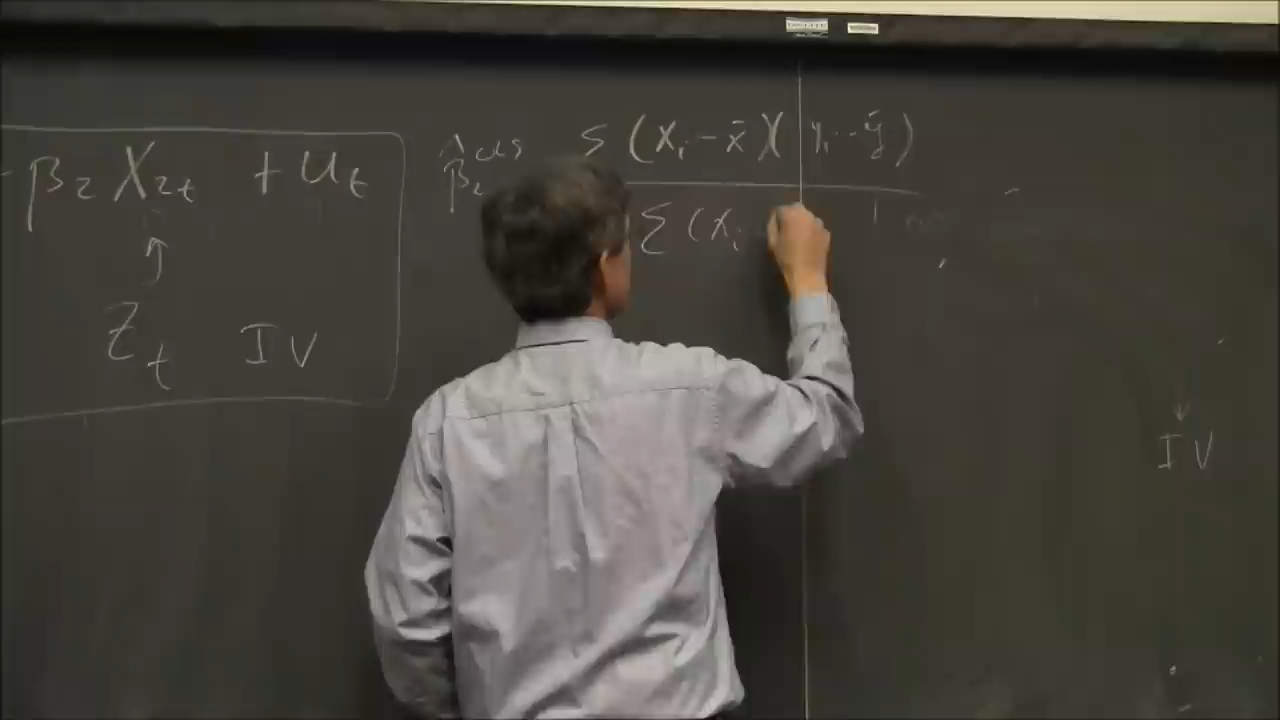 β₂ X₂ₜ + uₜ
↑
Zₜ IV
β̂₂ᵒˡˢ Σ(Xᵢ - x̄)(yᵢ - ȳ)
Σ(Xᵢ -
↓
IV